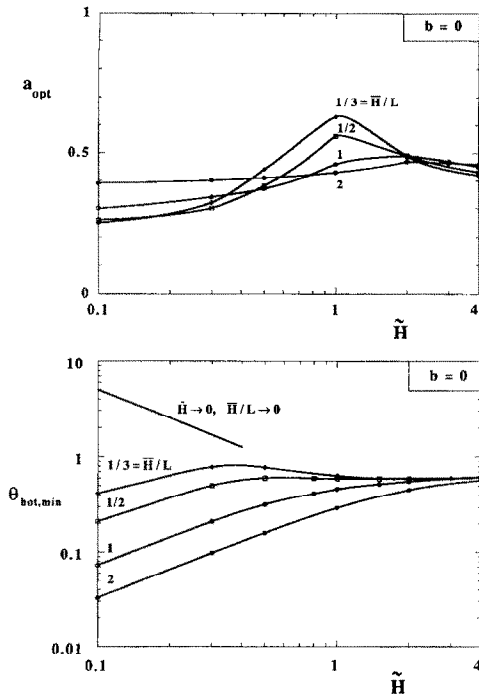 1
b = 0
a_opt
1/3 = H̅/L
1/2
0.5
1
2
0
0.1
1
4
H̃
10
b = 0
H̃→0, H̅/L→0
1
1/3 = H̅/L
θ_hot,min
1/2
0.1
1
2
0.01
0.1
1
4
H̃